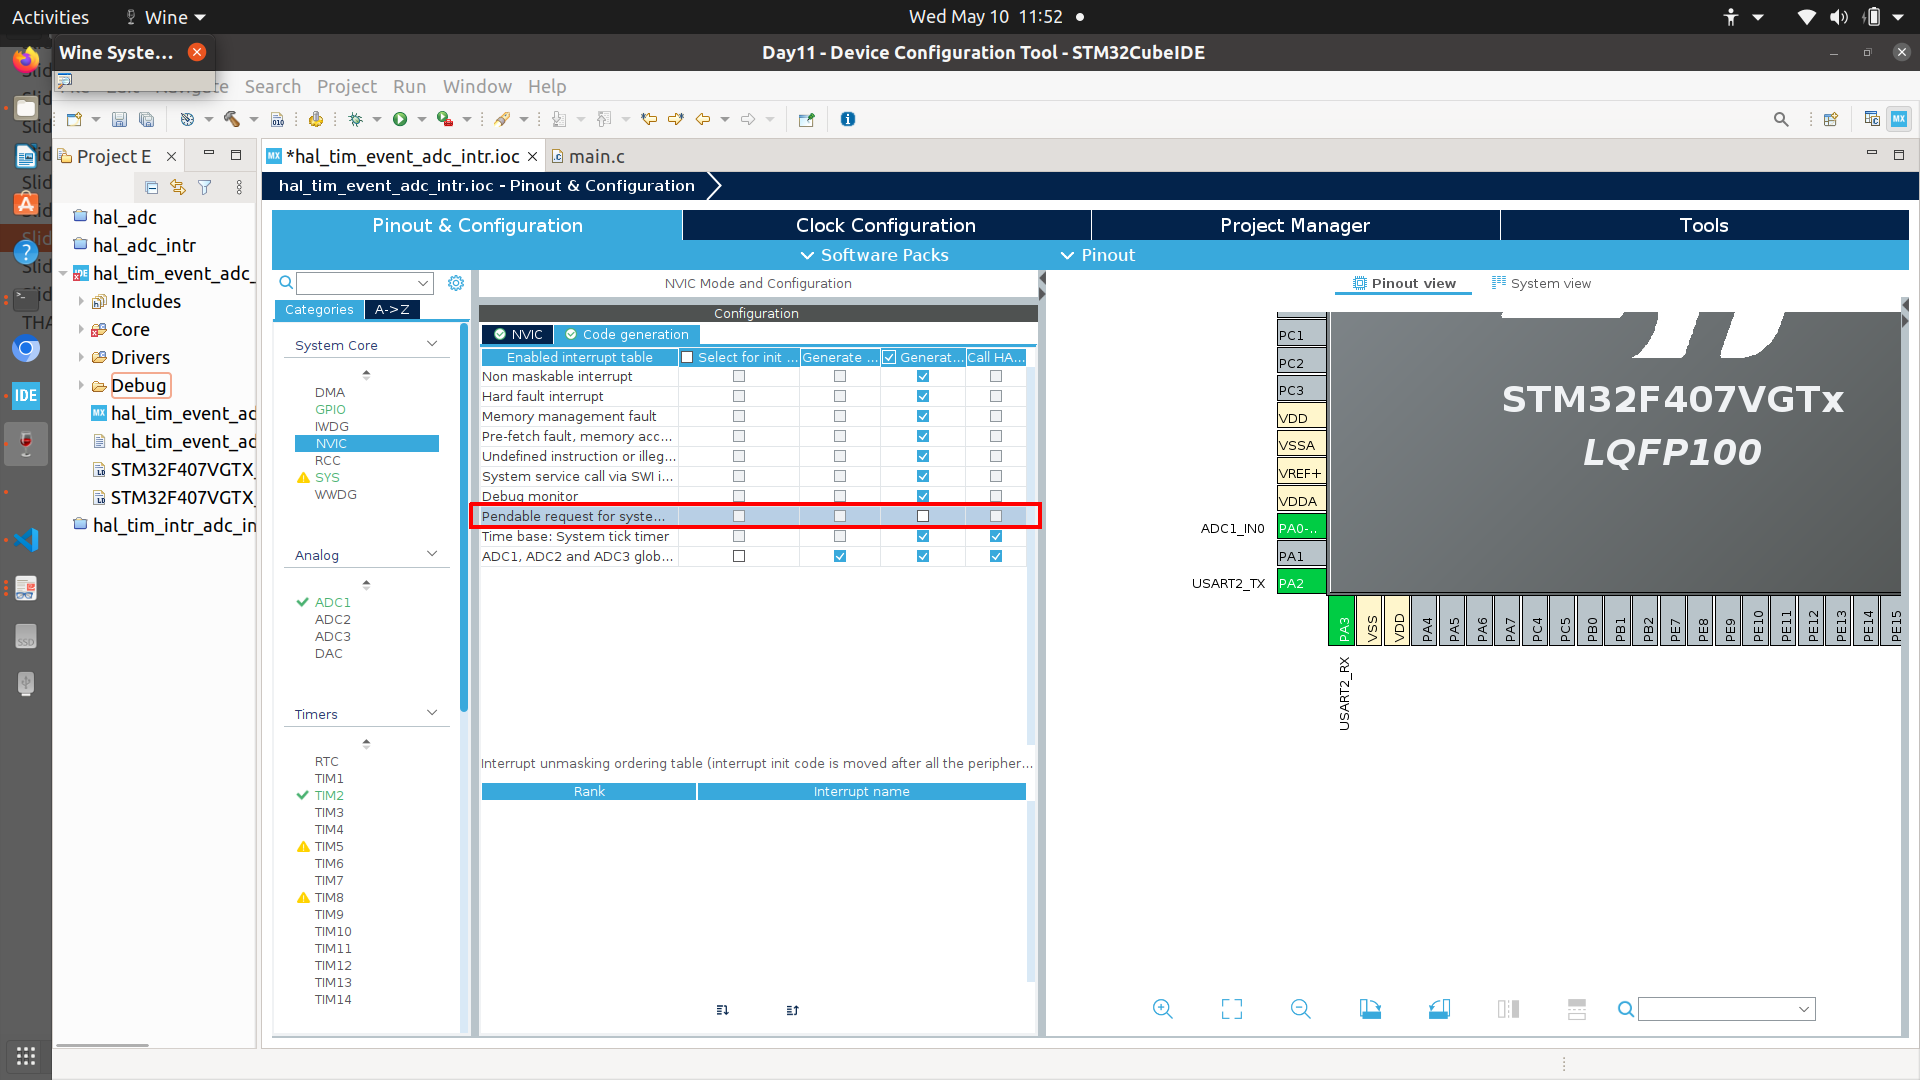 Activities
Wine
Wed May 10 11:52
Wine Syste...
Day11 - Device Configuration Tool - STM32CubeIDE
Search
Project
Run
Window
Help
Project E
*hal_tim_event_adc_intr.ioc
main.c
hal_tim_event_adc_intr.ioc - Pinout & Configuration
hal_adc
hal_adc_intr
hal_tim_event_adc_
Includes
Core
Drivers
Debug
hal_tim_event_ad
hal_tim_event_ad
STM32F407VGTX_
STM32F407VGTX_
hal_tim_intr_adc_in
Pinout & Configuration
Clock Configuration
Project Manager
Tools
Software Packs
Pinout
Categories
A->Z
System Core
DMA
GPIO
IWDG
NVIC
RCC
SYS
WWDG
Analog
ADC1
ADC2
ADC3
DAC
Timers
RTC
TIM1
TIM2
TIM3
TIM4
TIM5
TIM6
TIM7
TIM8
TIM9
TIM10
TIM11
TIM12
TIM13
TIM14
NVIC Mode and Configuration
Configuration
NVIC
Code generation
Enabled interrupt table
Select for init ...
Generate ...
Generat...
Call HA...
Non maskable interrupt
Hard fault interrupt
Memory management fault
Pre-fetch fault, memory acc...
Undefined instruction or illeg...
System service call via SWI i...
Debug monitor
Pendable request for syste...
Time base: System tick timer
ADC1, ADC2 and ADC3 glob...
Interrupt unmasking ordering table (interrupt init code is moved after all the peripher...
Rank
Interrupt name
Pinout view
System view
PC1
PC2
PC3
VDD
VSSA
VREF+
VDDA
ADC1_IN0
PA0-..
PA1
USART2_TX
PA2
STM32F407VGTx
LQFP100
PA3
VSS
VDD
PA4
PA5
PA6
PA7
PC4
PC5
PB0
PB1
PB2
PE7
PE8
PE9
PE10
PE11
PE12
PE13
PE14
PE15
USART2_RX